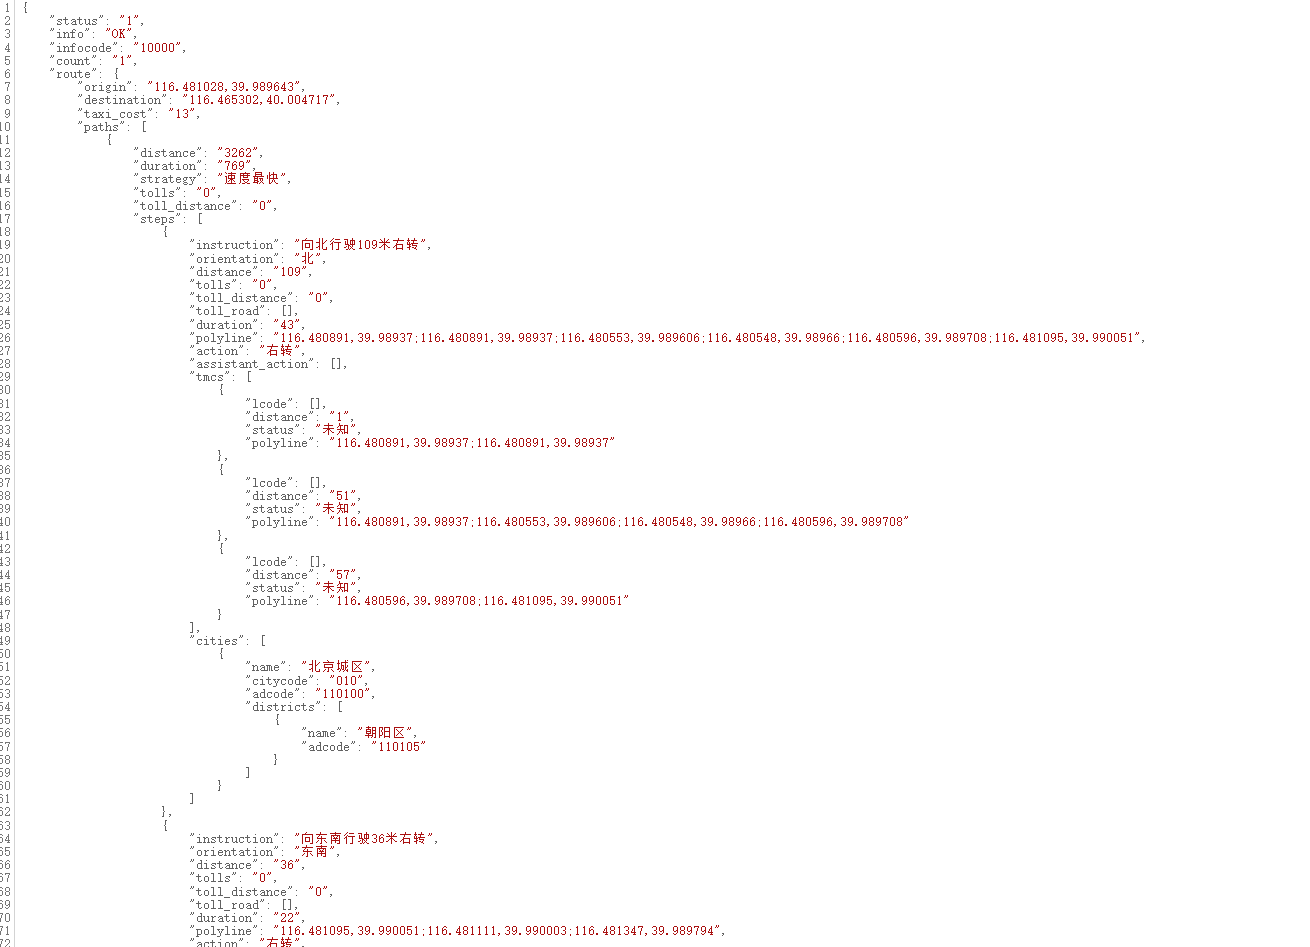 1 {
2 "status": "1",
3 "info": "OK",
4 "infocode": "10000",
5 "count": "1",
6 "route": {
7 "origin": "116.481028,39.989643",
8 "destination": "116.465302,40.004717",
9 "taxi_cost": "13",
10 "paths": [
11 {
12 "distance": "3262",
13 "duration": "769",
14 "strategy": "速度最快",
15 "tolls": "0",
16 "toll_distance": "0",
17 "steps": [
18 {
19 "instruction": "向北行驶109米右转",
20 "orientation": "北",
21 "distance": "109",
22 "tolls": "0",
23 "toll_distance": "0",
24 "toll_road": [],
25 "duration": "43",
26 "polyline": "116.480891,39.98937;116.480891,39.98937;116.480553,39.989606;116.480548,39.98966;116.480596,39.989708;116.481095,39.990051",
27 "action": "右转",
28 "assistant_action": [],
29 "tmcs": [
30 {
31 "lcode": [],
32 "distance": "1",
33 "status": "未知",
34 "polyline": "116.480891,39.98937;116.480891,39.98937"
35 },
36 {
37 "lcode": [],
38 "distance": "51",
39 "status": "未知",
40 "polyline": "116.480891,39.98937;116.480553,39.989606;116.480548,39.98966;116.480596,39.989708"
41 },
42 {
43 "lcode": [],
44 "distance": "57",
45 "status": "未知",
46 "polyline": "116.480596,39.989708;116.481095,39.990051"
47 }
48 ],
49 "cities": [
50 {
51 "name": "北京城区",
52 "citycode": "010",
53 "adcode": "110100",
54 "districts": [
55 {
56 "name": "朝阳区",
57 "adcode": "110105"
58 }
59 ]
60 }
61 ]
62 },
63 {
64 "instruction": "向东南行驶36米右转",
65 "orientation": "东南",
66 "distance": "36",
67 "tolls": "0",
68 "toll_distance": "0",
69 "toll_road": [],
70 "duration": "22",
71 "polyline": "116.481095,39.990051;116.481111,39.990003;116.481347,39.989794",
72 "action": "右转",